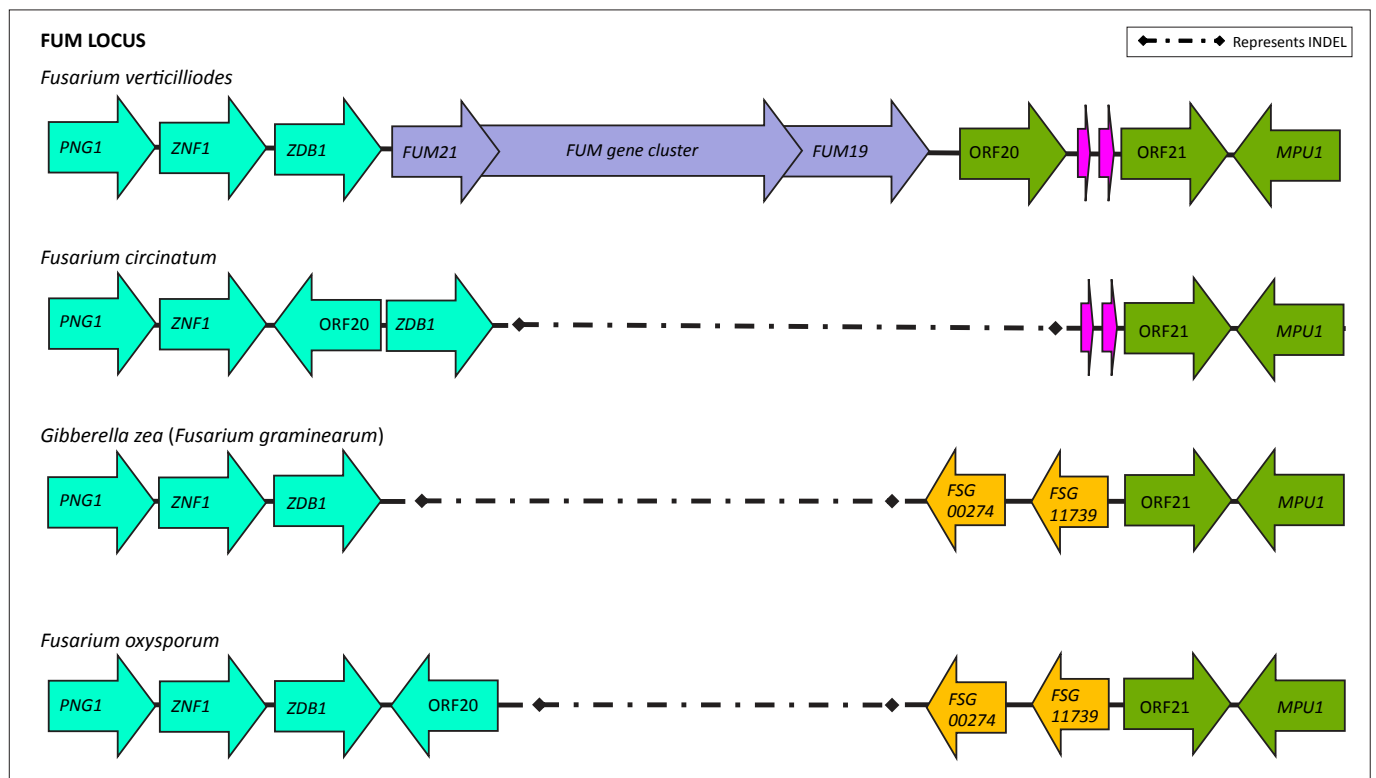 FUM LOCUS
Represents INDEL
Fusarium verticilliodes
PNG1 ZNF1 ZDB1 FUM21 FUM gene cluster FUM19 ORF20 ORF21 MPU1
Fusarium circinatum
PNG1 ZNF1 ORF20 ZDB1 ORF21 MPU1
Gibberella zea (Fusarium graminearum)
PNG1 ZNF1 ZDB1 FSG 00274 FSG 11739 ORF21 MPU1
Fusarium oxysporum
PNG1 ZNF1 ZDB1 ORF20 FSG 00274 FSG 11739 ORF21 MPU1